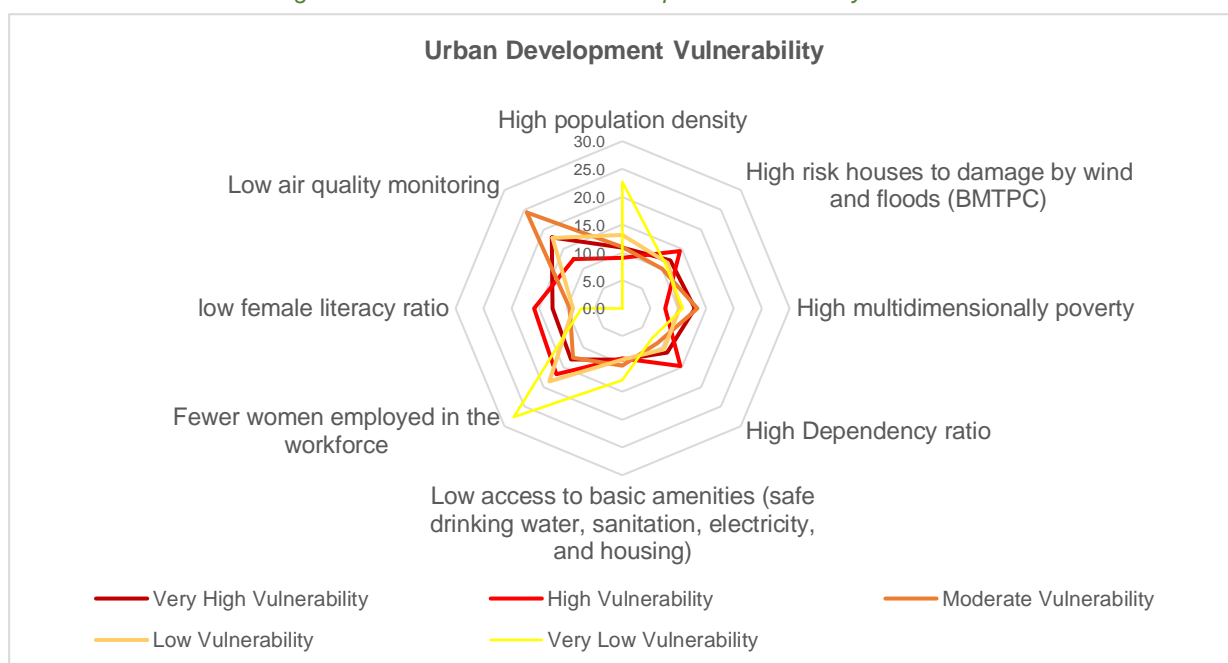 Urban Development Vulnerability
High population density
30.0
25.0
20.0
15.0
10.0
5.0
0.0
High risk houses to damage by wind
and floods (BMTPC)
High multidimensionally poverty
High Dependency ratio
Low access to basic amenities (safe
drinking water, sanitation, electricity,
and housing)
Fewer women employed in the
workforce
low female literacy ratio
Low air quality monitoring
Very High Vulnerability
High Vulnerability
Moderate Vulnerability
Low Vulnerability
Very Low Vulnerability